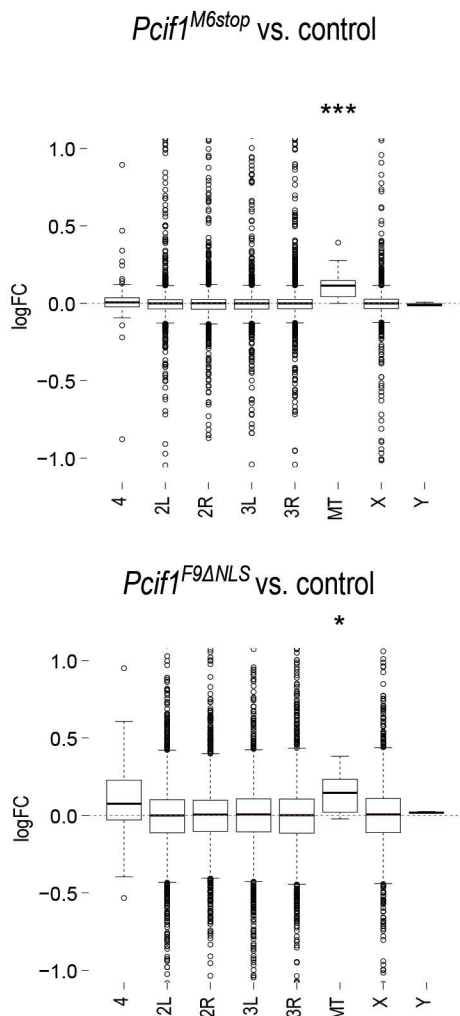 Pcif1M6stop vs. control
***
1.0
0.5
0.0
−0.5
−1.0
logFC
4 2L 2R 3L 3R MT X Y
Pcif1F9ΔNLS vs. control
*
1.0
0.5
0.0
−0.5
−1.0
logFC
4 2L 2R 3L 3R MT X Y